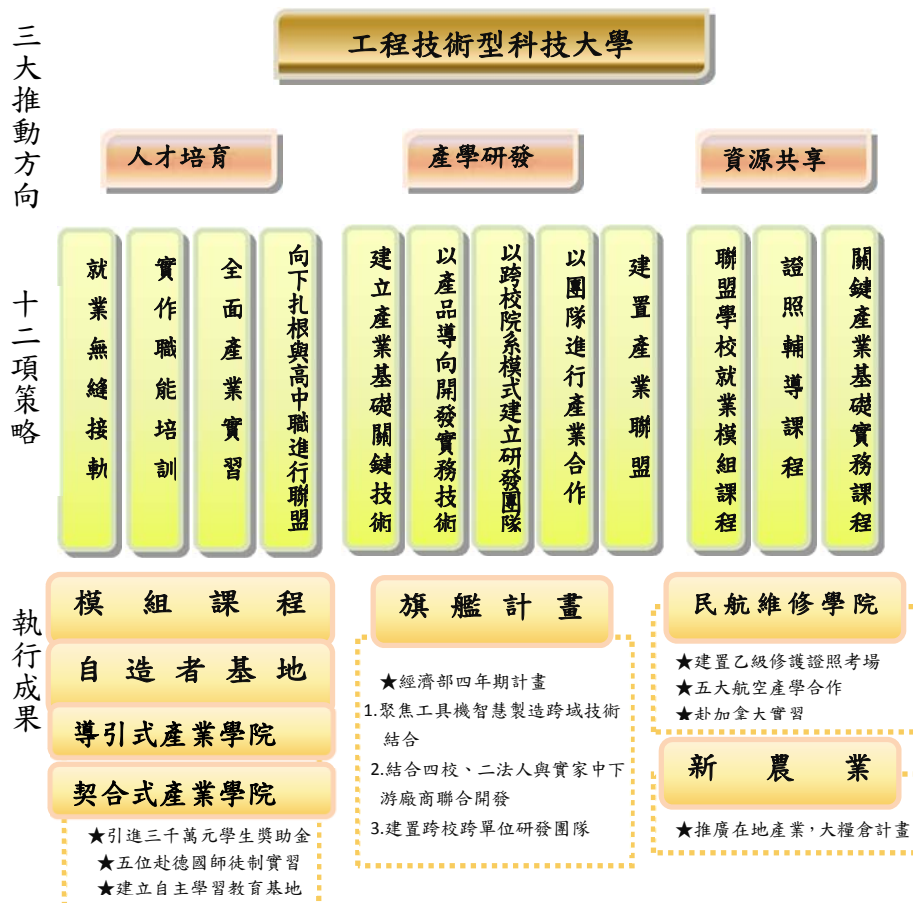 三大推動方向
工程技術型科技大學
人才培育
產學研發
資源共享
十二項策略
就業無縫接軌
實作職能培訓
全面產業實習
向下扎根與高中職進行聯盟
建立產業基礎關鍵技術
以產品導向開發實務技術
以跨校院系模式建立研發團隊
以團隊進行產業合作
建置產業聯盟
聯盟學校就業模組課程
證照輔導課程
關鍵產業基礎實務課程
執行成果
模組課程
自造者基地
導引式產業學院
契合式產業學院
★引進三千萬元學生獎助金
★五位赴德國師徒制實習
★建立自主學習教育基地
旗艦計畫
★經濟部四年期計畫
1.聚焦工具機智慧製造跨域技術
結合
2.結合四校、二法人與實家中下
游廠商聯合開發
3.建置跨校跨單位研發團隊
民航維修學院
★建置乙級修護證照考場
★五大航空產學合作
★赴加拿大實習
新農業
★推廣在地產業，大糧倉計畫